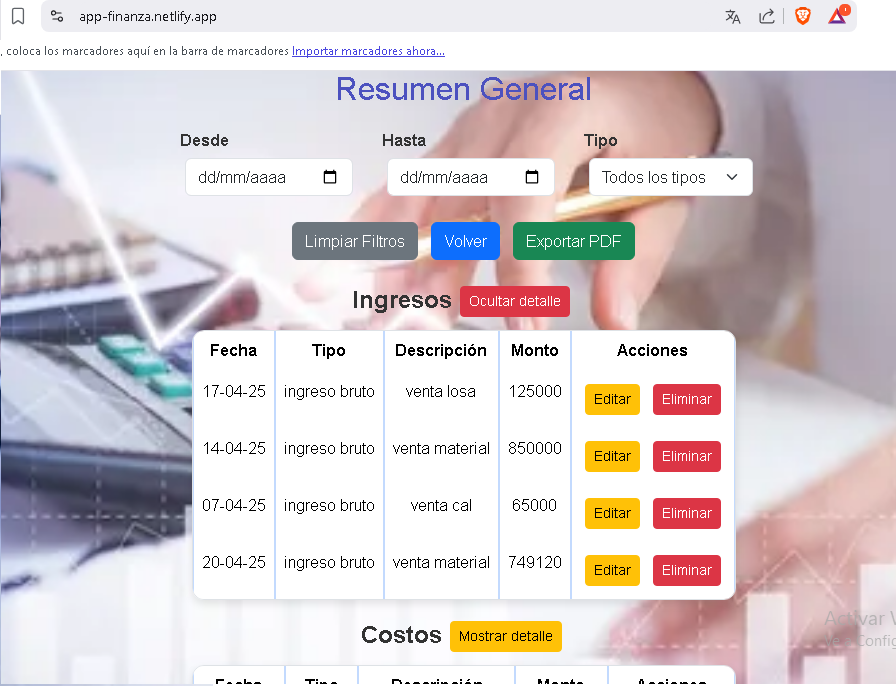 app-finanza.netlify.app
, coloca los marcadores aquí en la barra de marcadores Importar marcadores ahora...
Resumen General
Desde Hasta Tipo
dd/mm/aaaa dd/mm/aaaa Todos los tipos
Limpiar Filtros Volver Exportar PDF
Ingresos Ocultar detalle
Fecha Tipo Descripción Monto Acciones
17-04-25 ingreso bruto venta losa 125000 Editar Eliminar
14-04-25 ingreso bruto venta material 850000 Editar Eliminar
07-04-25 ingreso bruto venta cal 65000 Editar Eliminar
20-04-25 ingreso bruto venta material 749120 Editar Eliminar
Activar
Costos Mostrar detalle
Fecha Tipo Descripción Monto Acciones